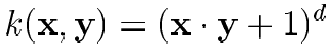 k(𝐱, 𝐲) = (𝐱 · 𝐲 + 1)ᵈ